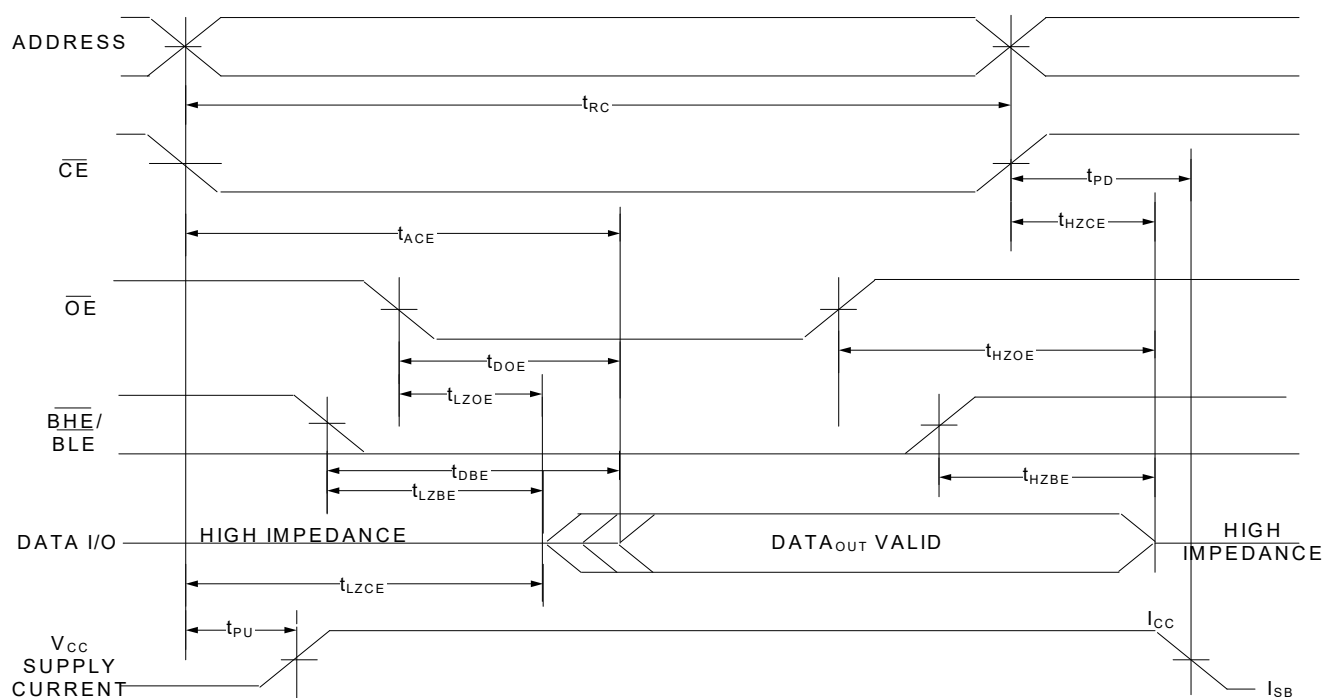 ADDRESS
tRC
CE
tPD
tHZCE
tACE
OE
tDOE
tHZOE
tLZOE
BHE/
BLE
tDBE
tLZBE
tHZBE
DATA I/O
HIGH IMPEDANCE
DATAOUT VALID
HIGH
IMPEDANCE
tLZCE
tPU
ICC
VCC
SUPPLY
CURRENT
ISB